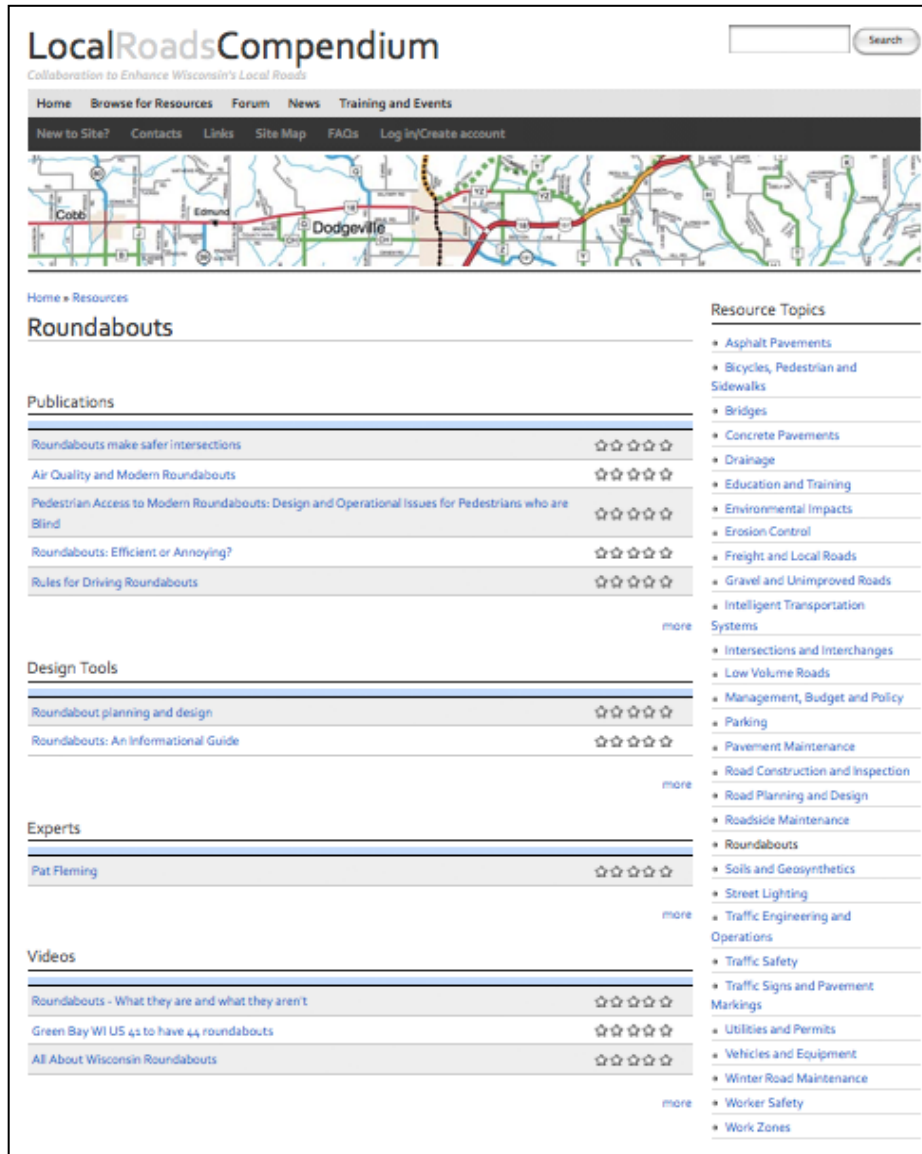 LocalRoadsCompendium
Search
Collaboration to Enhance Wisconsin's Local Roads
Home Browse for Resources Forum News Training and Events
New to Site? Contacts Links Site Map FAQs Log in/Create account
Cobb
Edmund
Dodgeville
Home » Resources
Roundabouts
Publications
Roundabouts make safer intersections
Air Quality and Modern Roundabouts
Pedestrian Access to Modern Roundabouts: Design and Operational Issues for Pedestrians who are
Blind
Roundabouts: Efficient or Annoying?
Rules for Driving Roundabouts
more
Design Tools
Roundabout planning and design
Roundabouts: An Informational Guide
more
Experts
Pat Fleming
more
Videos
Roundabouts - What they are and what they aren't
Green Bay WI US 41 to have 44 roundabouts
All About Wisconsin Roundabouts
more
Resource Topics
Asphalt Pavements
Bicycles, Pedestrian and
Sidewalks
Bridges
Concrete Pavements
Drainage
Education and Training
Environmental Impacts
Erosion Control
Freight and Local Roads
Gravel and Unimproved Roads
Intelligent Transportation
Systems
Intersections and Interchanges
Low Volume Roads
Management, Budget and Policy
Parking
Pavement Maintenance
Road Construction and Inspection
Road Planning and Design
Roadside Maintenance
Roundabouts
Soils and Geosynthetics
Street Lighting
Traffic Engineering and
Operations
Traffic Safety
Traffic Signs and Pavement
Markings
Utilities and Permits
Vehicles and Equipment
Winter Road Maintenance
Worker Safety
Work Zones